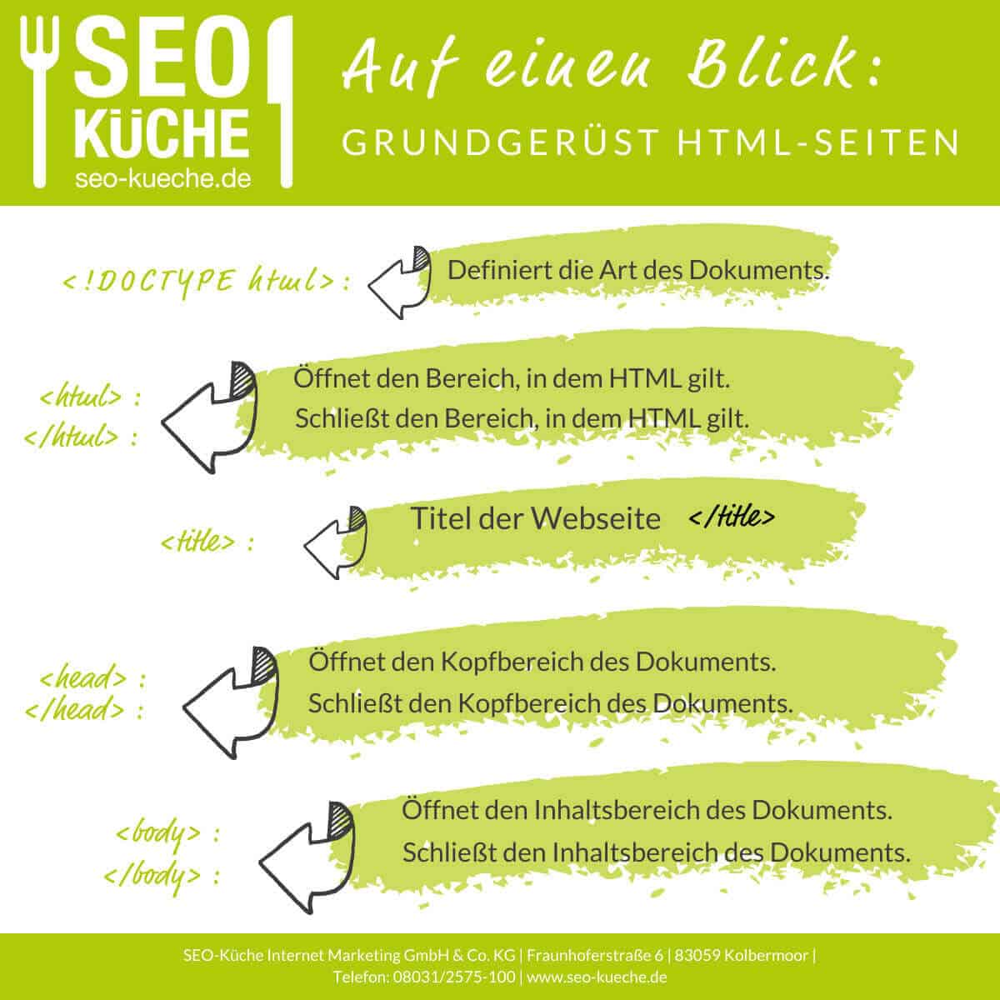 SEO
KÜCHE
seo-kueche.de
Auf einen Blick:
GRUNDGERÜST HTML-SEITEN
<!DOCTYPE html> :
Definiert die Art des Dokuments.
<html> :
Öffnet den Bereich, in dem HTML gilt.
</html> :
Schließt den Bereich, in dem HTML gilt.
<title> :
Titel der Webseite </title>
<head> :
Öffnet den Kopfbereich des Dokuments.
</head> :
Schließt den Kopfbereich des Dokuments.
<body> :
Öffnet den Inhaltsbereich des Dokuments.
</body> :
Schließt den Inhaltsbereich des Dokuments.
SEO-Küche Internet Marketing GmbH & Co. KG | Fraunhoferstraße 6 | 83059 Kolbermoor |
Telefon: 08031/2575-100 | www.seo-kueche.de